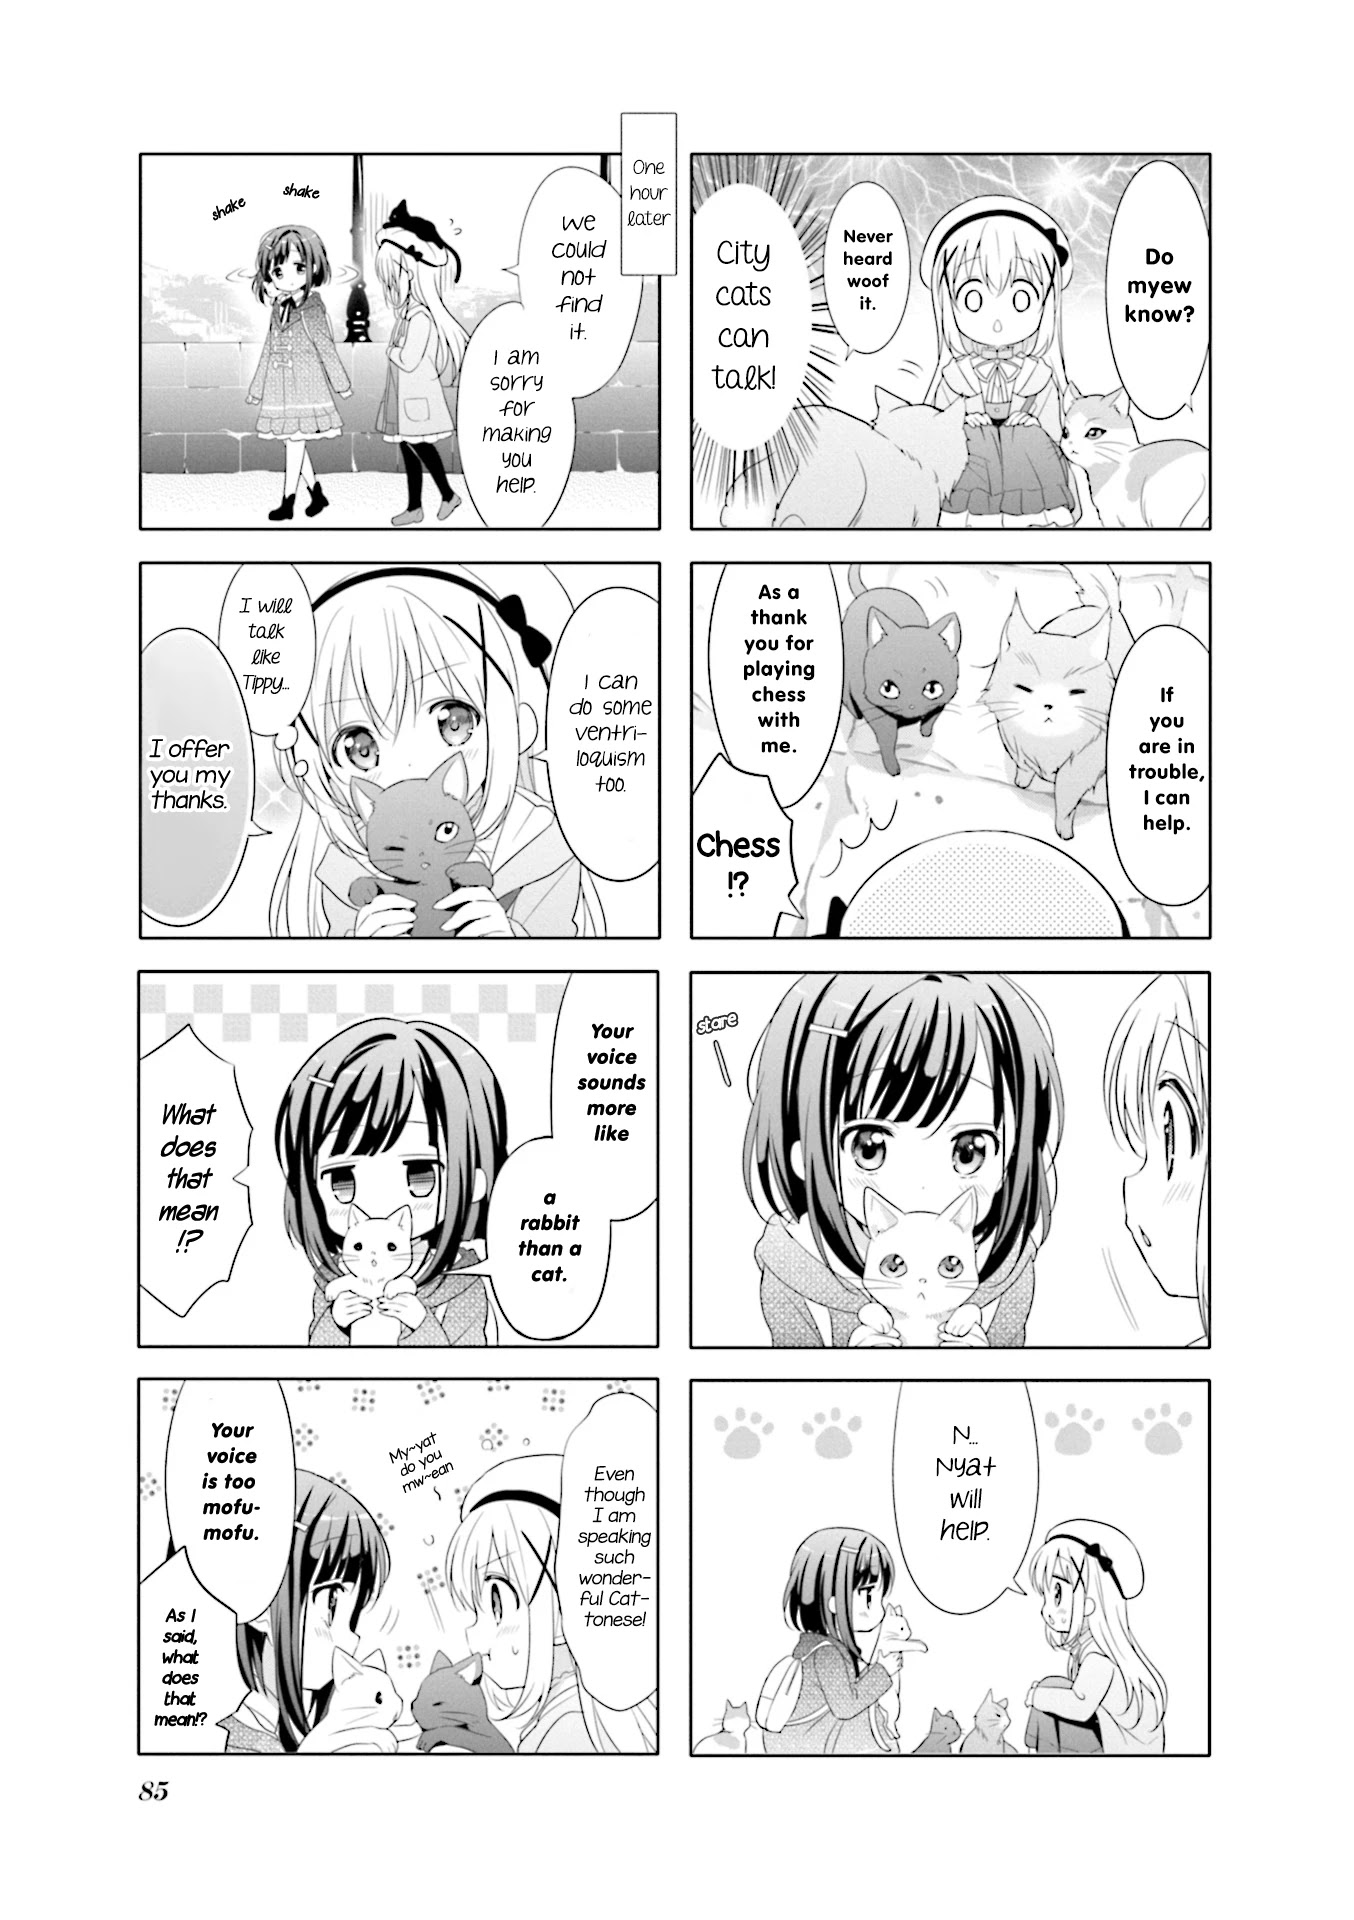 Do
myew
know?
Never
heard
woof
it.
City
cats
can
talk!
If
you
are in
trouble,
I can
help.
As a
thank
you for
playing
chess
with
me.
Chess
!?
stare
N...
Nyat
will
help.
One
hour
later
We
could
not
find
it.
I am
sorry
for
making
you
help.
shake
shake
I can
do some
ventri-
loquism
too.
I will
talk
like
Tippy...
I offer
you my
thanks.
Your
voice
sounds
more
like
a
rabbit
than a
cat.
What
does
that
mean
!?
Even
though
I am
speaking
such
wonder-
ful Cat-
tonese!
My~yat
do you
mw~ean
Your
voice
is too
mofu-
mofu.
As I
said,
what
does
that
mean!?
85